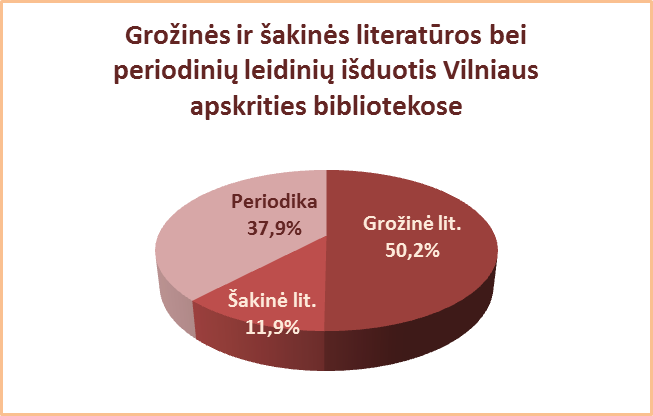 Grožinės ir šakinės literatūros bei
periodinių leidinių išduotis Vilniaus
apskrities bibliotekose
Periodika
37,9%
Grožinė lit.
50,2%
Šakinė lit.
11,9%